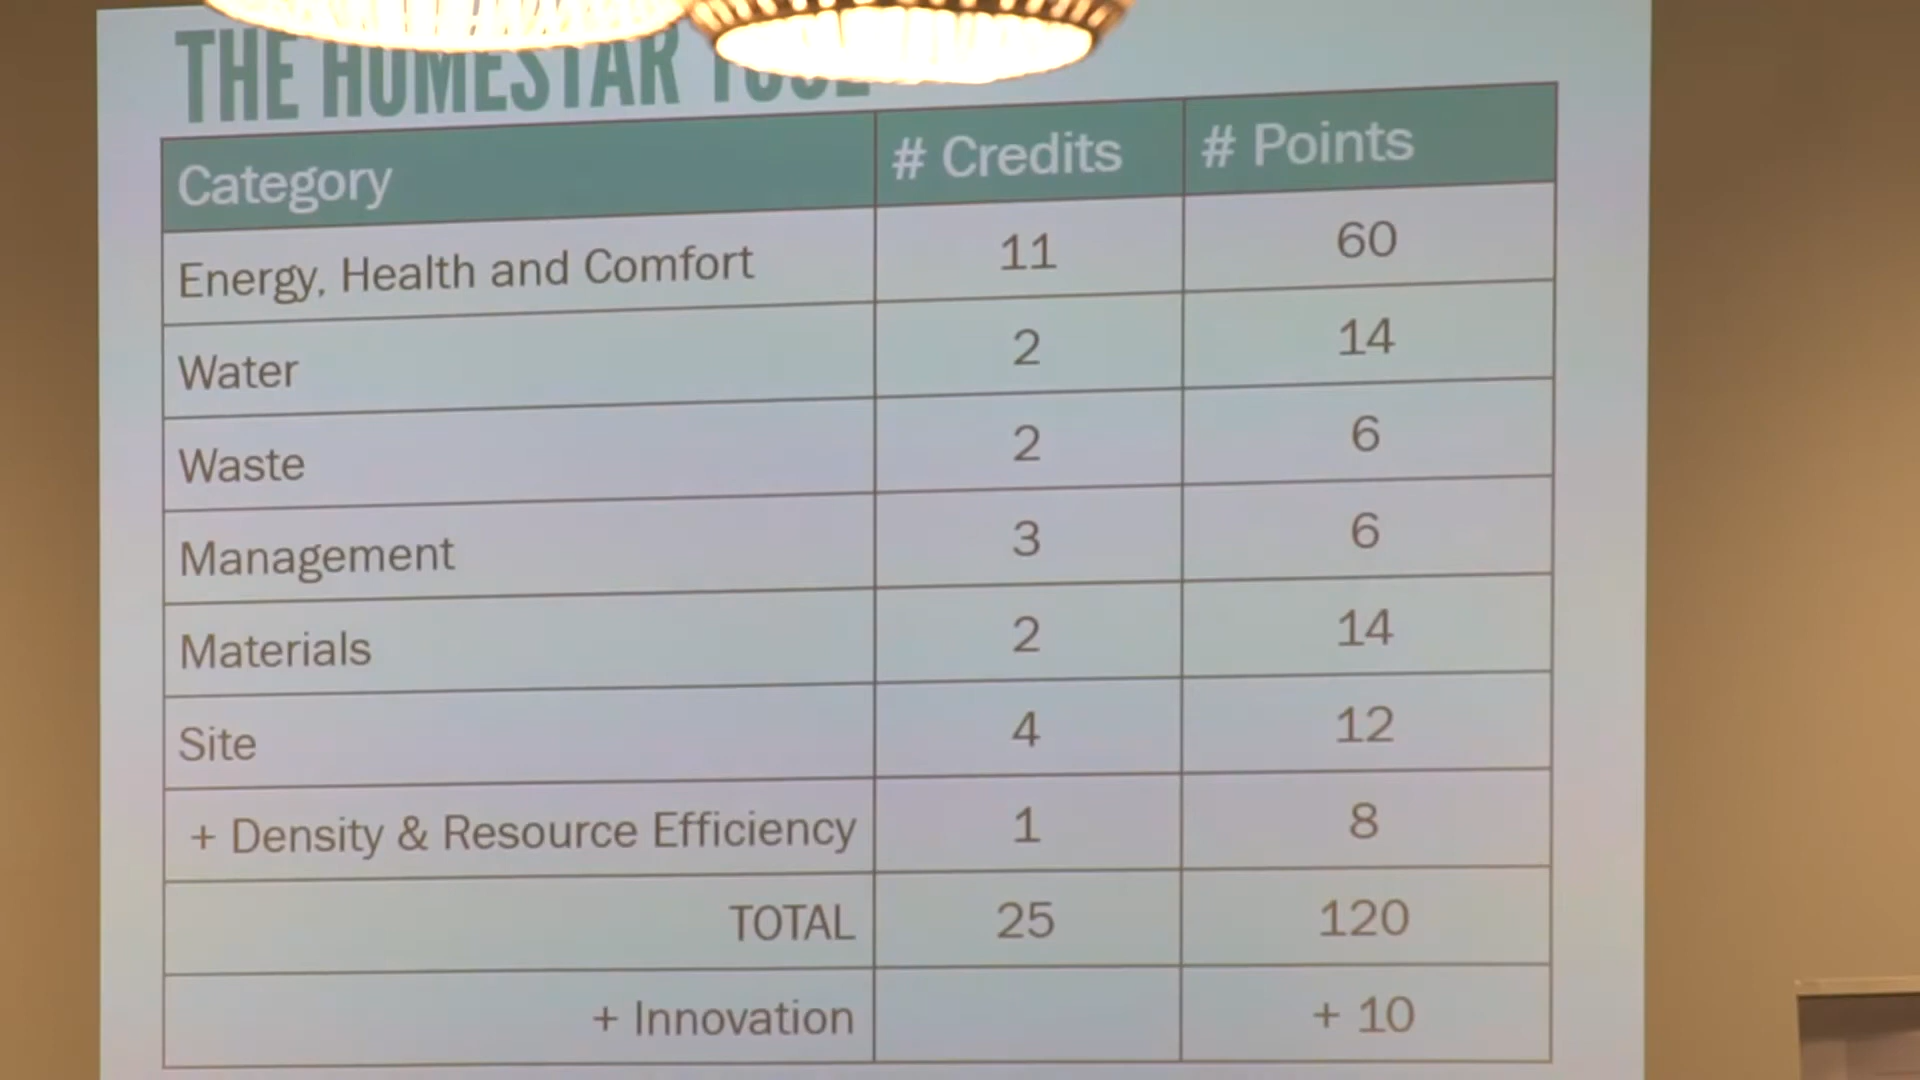 THE HOMESTAR TOOL
Category # Credits # Points
Energy, Health and Comfort 11 60
Water 2 14
Waste 2 6
Management 3 6
Materials 2 14
Site 4 12
+ Density & Resource Efficiency 1 8
TOTAL 25 120
+ Innovation + 10